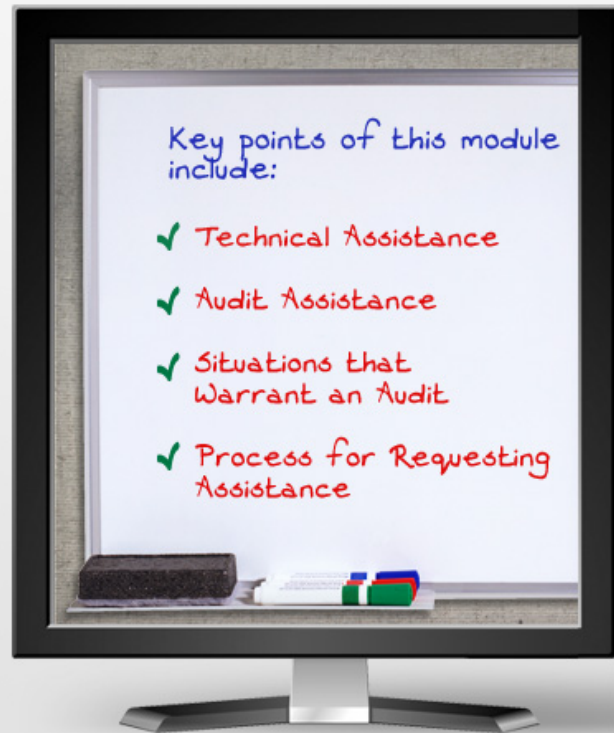 Key points of this module
include:
✓ Technical Assistance
✓ Audit Assistance
✓ Situations that
Warrant an Audit
✓ Process for Requesting
Assistance